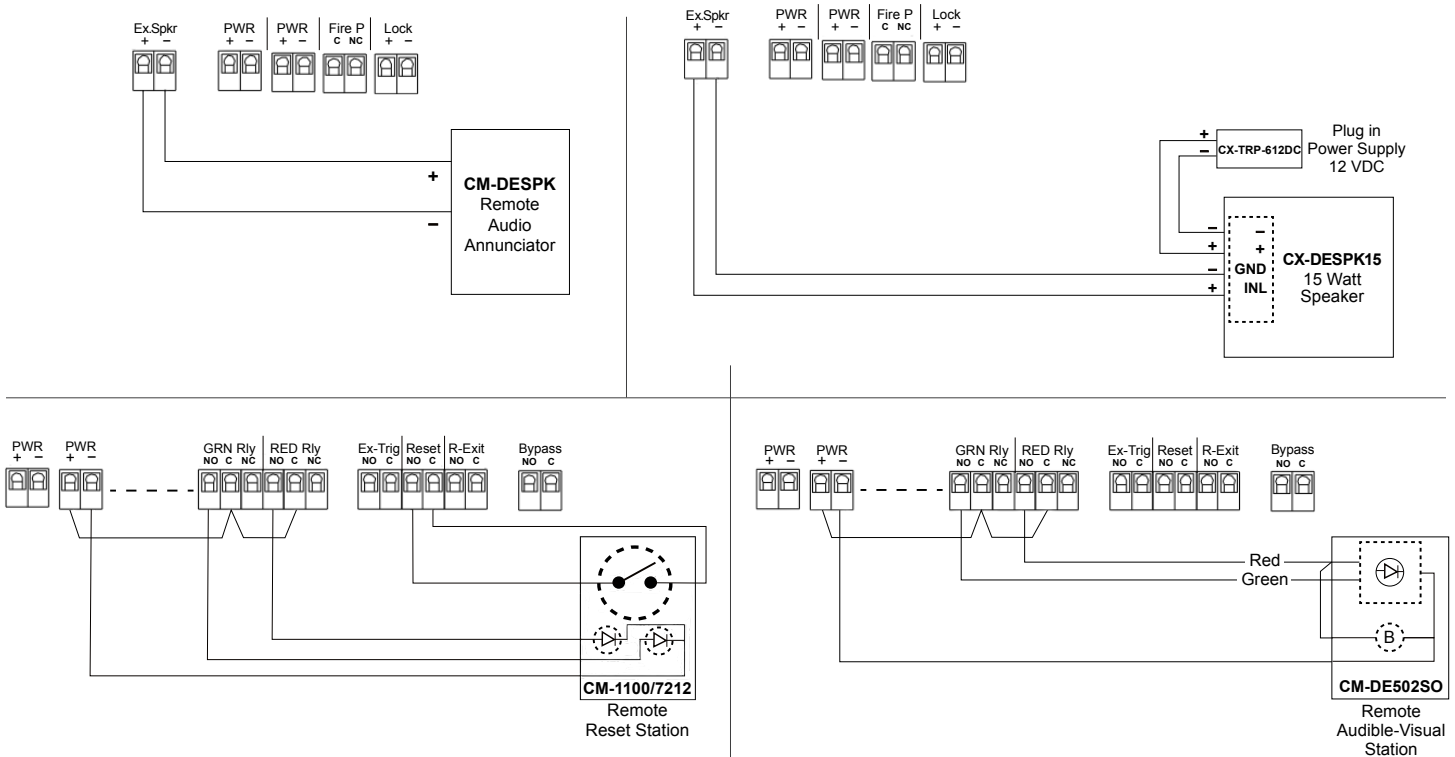 Ex.Spkr PWR PWR Fire P Lock
+ − + − + − C NC + −
+
−
CM-DESPK
Remote
Audio
Annunciator
Ex.Spkr PWR PWR Fire P Lock
+ − + − + − C NC + −
+
−
CX-TRP-612DC
Plug in
Power Supply
12 VDC
− −
+ +
− GND
+ INL
CX-DESPK15
15 Watt
Speaker
PWR PWR GRN Rly RED Rly Ex-Trig Reset R-Exit Bypass
+ − + − NO C NC NO C NC NO C NO C NO C NO C
CM-1100/7212
Remote
Reset Station
PWR PWR GRN Rly RED Rly Ex-Trig Reset R-Exit Bypass
+ − + − NO C NC NO C NC NO C NO C NO C NO C
Red
Green
B
CM-DE502SO
Remote
Audible-Visual
Station